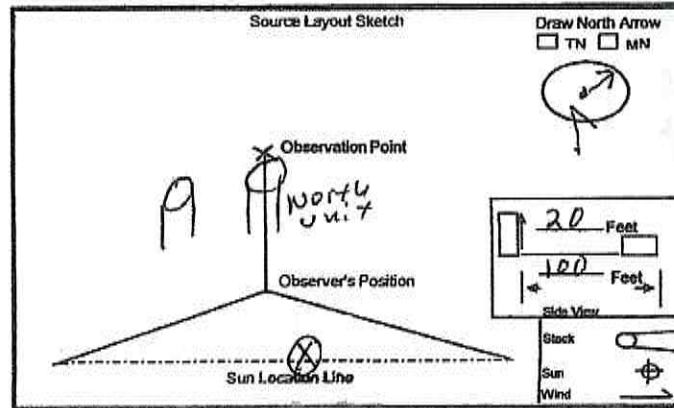 Source Layout Sketch
Draw North Arrow
TN MN
Observation Point
North
Unit
20 Feet
Observer's Position
100 Feet
Side View
Stack
Sun
Wind
Sun Location Line